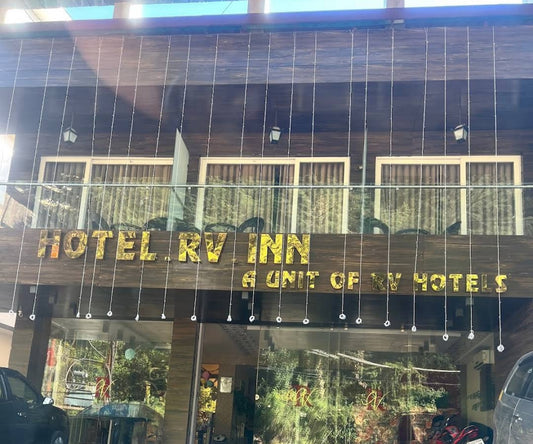 HOTEL RV INN
A UNIT OF RV HOTELS